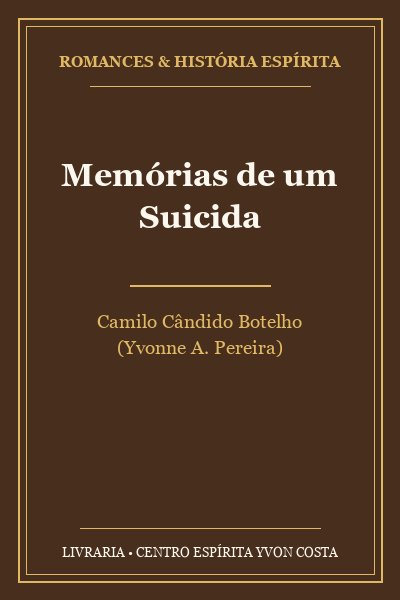 ROMANCES & HISTÓRIA ESPÍRITA
Memórias de um
Suicida
Camilo Cândido Botelho
(Yvonne A. Pereira)
LIVRARIA • CENTRO ESPÍRITA YVON COSTA